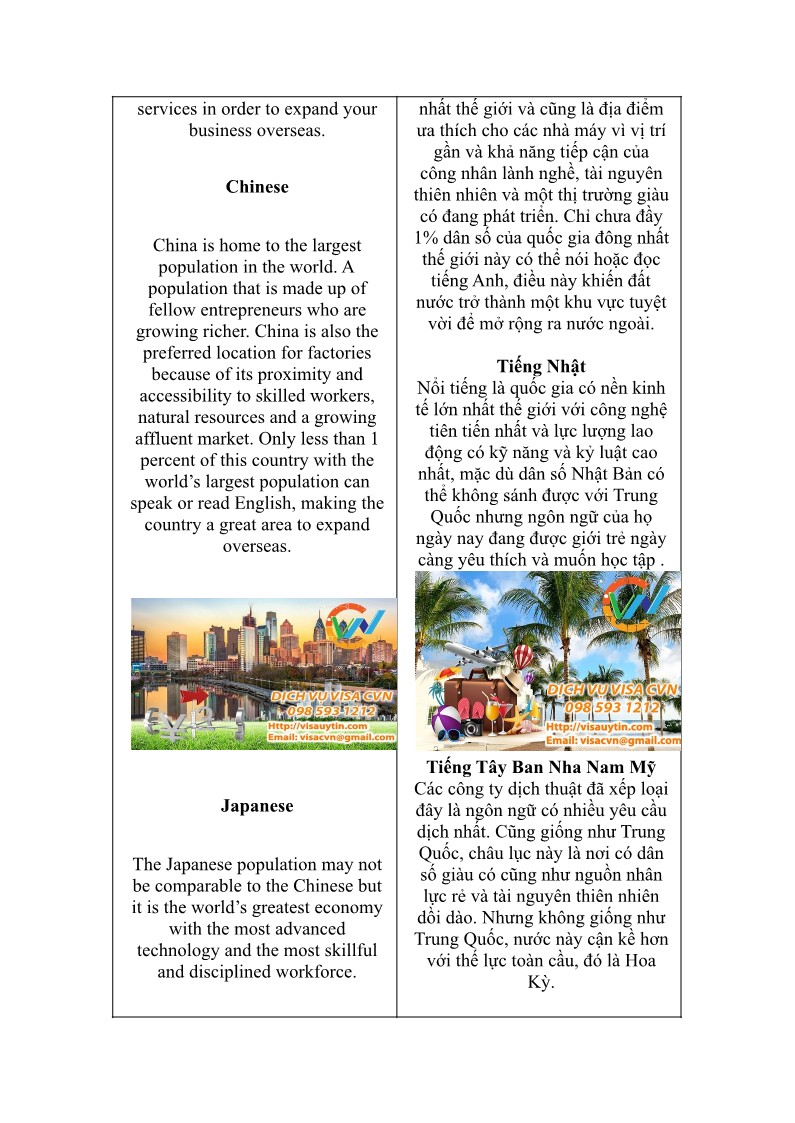 services in order to expand your
business overseas.
Chinese
China is home to the largest
population in the world. A
population that is made up of
fellow entrepreneurs who are
growing richer. China is also the
preferred location for factories
because of its proximity and
accessibility to skilled workers,
natural resources and a growing
affluent market. Only less than 1
percent of this country with the
world’s largest population can
speak or read English, making the
country a great area to expand
overseas.
CVN
DỊCH VỤ VISA CVN
098 593 1212
Http://visauytin.com
Email: visacvn@gmail.com
Japanese
The Japanese population may not
be comparable to the Chinese but
it is the world’s greatest economy
with the most advanced
technology and the most skillful
and disciplined workforce.
nhất thế giới và cũng là địa điểm
ưa thích cho các nhà máy vì vị trí
gần và khả năng tiếp cận của
công nhân lành nghề, tài nguyên
thiên nhiên và một thị trường giàu
có đang phát triển. Chỉ chưa đầy
1% dân số của quốc gia đông nhất
thế giới này có thể nói hoặc đọc
tiếng Anh, điều này khiến đất
nước trở thành một khu vực tuyệt
vời để mở rộng ra nước ngoài.
Tiếng Nhật
Nổi tiếng là quốc gia có nền kinh
tế lớn nhất thế giới với công nghệ
tiên tiến nhất và lực lượng lao
động có kỹ năng và kỷ luật cao
nhất, mặc dù dân số Nhật Bản có
thể không sánh được với Trung
Quốc nhưng ngôn ngữ của họ
ngày nay đang được giới trẻ ngày
càng yêu thích và muốn học tập .
CVN
DỊCH VỤ VISA CVN
098 593 1212
Http://visauytin.com
Email: visacvn@gmail.com
Tiếng Tây Ban Nha Nam Mỹ
Các công ty dịch thuật đã xếp loại
đây là ngôn ngữ có nhiều yêu cầu
dịch nhất. Cũng giống như Trung
Quốc, châu lục này là nơi có dân
số giàu có cũng như nguồn nhân
lực rẻ và tài nguyên thiên nhiên
dồi dào. Nhưng không giống như
Trung Quốc, nước này cận kề hơn
với thế lực toàn cầu, đó là Hoa
Kỳ.